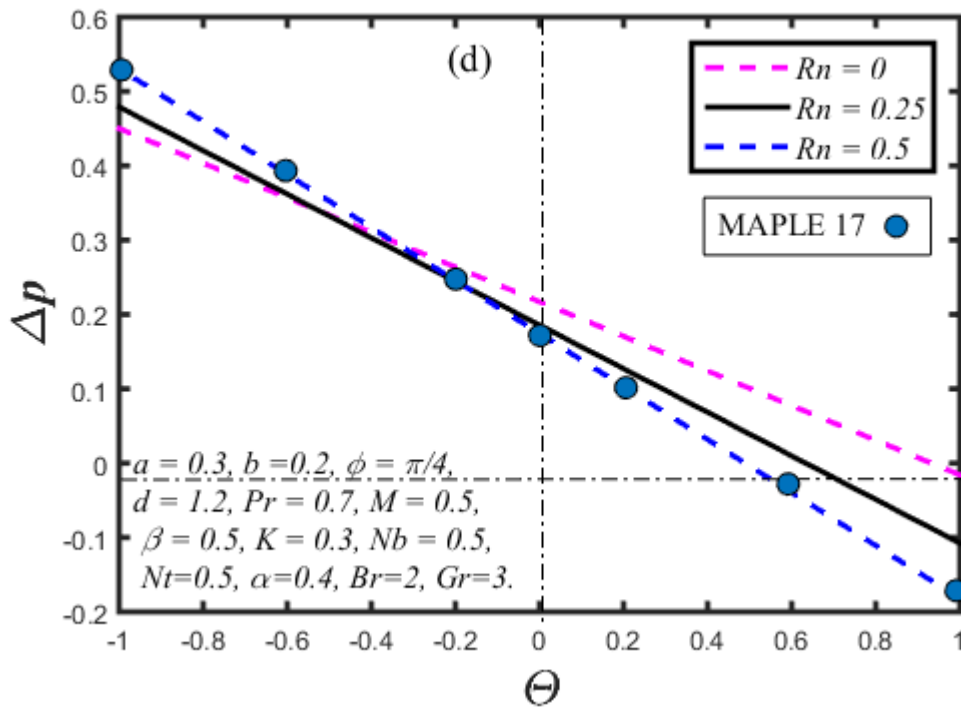 0.6
(d)
Rn = 0
Rn = 0.25
Rn = 0.5
MAPLE 17
0.5
0.4
0.3
0.2
0.1
0
-0.1
-0.2
Δp
a = 0.3, b =0.2, ϕ = π/4,
d = 1.2, Pr = 0.7, M = 0.5,
β = 0.5, K = 0.3, Nb = 0.5,
Nt=0.5, α=0.4, Br=2, Gr=3.
-1 -0.8 -0.6 -0.4 -0.2 0 0.2 0.4 0.6 0.8 1
Θ